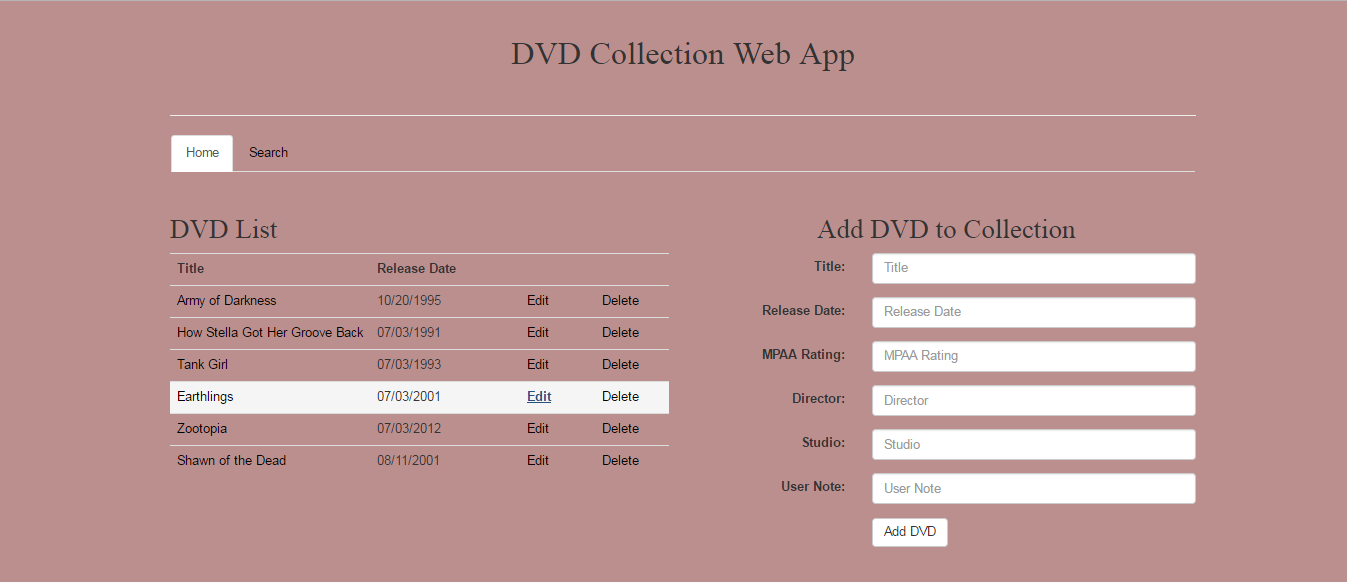 DVD Collection Web App
Home Search
DVD List
Title Release Date
Army of Darkness 10/20/1995 Edit Delete
How Stella Got Her Groove Back 07/03/1991 Edit Delete
Tank Girl 07/03/1993 Edit Delete
Earthlings 07/03/2001 Edit Delete
Zootopia 07/03/2012 Edit Delete
Shawn of the Dead 08/11/2001 Edit Delete
Add DVD to Collection
Title: Title
Release Date: Release Date
MPAA Rating: MPAA Rating
Director: Director
Studio: Studio
User Note: User Note
Add DVD